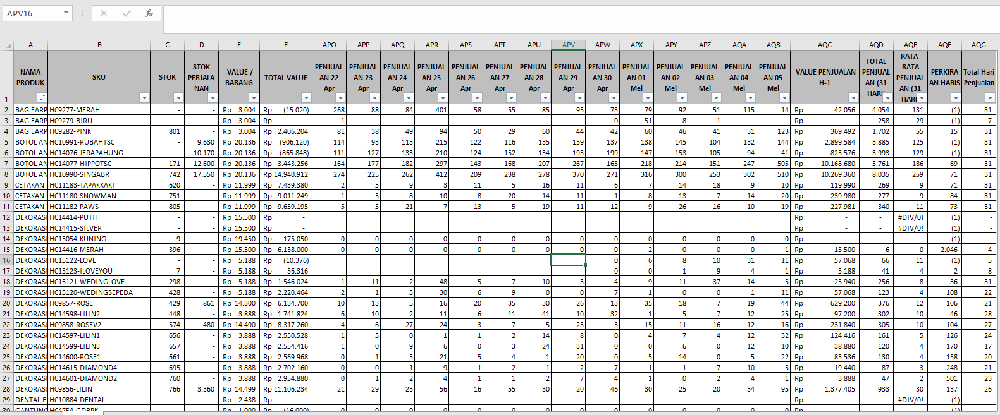 APV16 fx
A B C D E F APO APP APQ APR APS APT APU APV APW APX APY APZ AQA AQB AQC AQD AQE AQF AQG
1 NAMA PRODUK SKU STOK STOK PERJALANAN VALUE / BARANG TOTAL VALUE PENJUALAN 22 Apr PENJUALAN 23 Apr PENJUALAN 24 Apr PENJUALAN 25 Apr PENJUALAN 26 Apr PENJUALAN 27 Apr PENJUALAN 28 Apr PENJUALAN 29 Apr PENJUALAN 30 Apr PENJUALAN 01 Mei PENJUALAN 02 Mei PENJUALAN 03 Mei PENJUALAN 04 Mei PENJUALAN 05 Mei VALUE PENJUALAN H-1 TOTAL PENJUALAN (31 HARI RATA-RATA PENJUALAN (31 HARI PERKIRAAN HABIS Total Hari Penjualan
2 BAG EARP HC9277-MERAH - - Rp 3.004 Rp (15.020) 268 88 84 401 58 55 85 95 73 79 92 51 115 14 Rp 42.056 4.054 131 (1) 31
3 BAG EARP HC9279-BIRU - - Rp 3.004 Rp - 1 0 51 8 1 Rp - 258 29 (1) 7
4 BAG EARP HC9282-PINK 801 - Rp 3.004 Rp 2.406.204 81 38 49 94 50 29 60 44 42 60 46 41 31 123 Rp 369.492 1.702 55 15 31
5 BOTOL AN HC10991-RUBAHTSC - 9.630 Rp 20.136 Rp (906.120) 114 93 113 215 122 116 135 159 137 138 145 104 132 144 Rp 2.899.584 3.885 125 (1) 31
6 BOTOL AN HC14076-JERAPAHUNG - 10.170 Rp 20.136 Rp (865.848) 111 127 133 210 124 152 134 193 199 147 153 105 94 41 Rp 825.576 3.993 129 (1) 31
7 BOTOL AN HC14077-HIPPOTSC 171 12.600 Rp 20.136 Rp 3.443.256 164 177 182 297 143 168 207 267 165 218 214 151 247 505 Rp 10.168.680 5.761 186 69 31
8 BOTOL AN HC10990-SINGABR 742 17.550 Rp 20.136 Rp 14.940.912 274 225 262 412 209 238 278 370 271 316 300 253 302 510 Rp 10.269.360 8.035 259 71 31
9 CETAKAN HC11183-TAPAKKAKI 620 - Rp 11.999 Rp 7.439.380 2 5 9 3 11 5 16 11 6 7 14 18 9 10 Rp 119.990 269 9 71 31
10 CETAKAN HC11180-SNOWMAN 751 - Rp 11.999 Rp 9.011.249 1 5 8 10 8 20 14 11 1 8 13 7 14 20 Rp 239.980 277 9 84 31
11 CETAKAN HC11182-PAWS 805 - Rp 11.999 Rp 9.659.195 5 5 21 7 13 5 19 11 12 9 26 16 10 19 Rp 227.981 340 11 73 31
12 DEKORASI HC14414-PUTIH - - Rp 15.500 Rp - Rp - - #DIV/0! (1) -
13 DEKORASI HC14415-SILVER - - Rp 15.500 Rp - Rp - - #DIV/0! (1) -
14 DEKORASI HC15054-KUNING 9 - Rp 19.450 Rp 175.050 0 0 0 0 0 0 0 0 0 0 0 0 0 0 Rp - - - (1) -
15 DEKORASI HC14416-MERAH 396 - Rp 15.500 Rp 6.138.000 0 0 0 0 0 0 0 0 0 2 0 0 0 1 Rp 15.500 6 0 2.046 4
16 DEKORASI HC15122-LOVE - - Rp 5.188 Rp (10.376) 0 6 8 10 31 11 Rp 57.068 66 11 (1) 5
17 DEKORASI HC15123-ILOVEYOU 7 - Rp 5.188 Rp 36.316 0 0 1 9 4 1 Rp 5.188 41 4 2 8
18 DEKORASI HC15121-WEDINGLOVE 298 - Rp 5.188 Rp 1.546.024 1 11 2 48 5 7 10 3 4 9 11 37 14 5 Rp 25.940 256 8 36 31
19 DEKORASI HC15120-WEDINGSEPEDA 428 - Rp 5.188 Rp 2.220.464 2 1 5 30 6 9 0 0 7 1 0 0 1 11 Rp 57.068 123 4 108 22
20 DEKORASI HC9857-ROSE 429 861 Rp 14.300 Rp 6.134.700 10 13 5 16 20 35 30 26 13 35 18 7 19 44 Rp 629.200 376 12 106 21
21 DEKORASI HC14598-LILIN2 448 - Rp 3.888 Rp 1.741.824 6 10 2 11 6 11 41 10 32 1 5 7 12 25 Rp 97.200 302 10 46 28
22 DEKORASI HC9858-ROSEV2 574 480 Rp 14.490 Rp 8.317.260 4 6 27 24 3 7 5 23 3 15 11 16 12 16 Rp 231.840 305 10 104 27
23 DEKORASI HC14597-LILIN1 656 - Rp 3.888 Rp 2.550.528 1 5 0 1 1 2 14 8 0 4 7 4 12 32 Rp 124.416 161 5 126 24
24 DEKORASI HC14599-LILIN3 657 - Rp 3.888 Rp 2.554.416 1 0 9 6 0 3 24 31 0 0 6 0 12 10 Rp 38.880 120 4 170 17
25 DEKORASI HC14600-ROSE1 661 - Rp 3.888 Rp 2.569.968 0 1 5 21 5 4 1 20 0 5 14 0 5 22 Rp 85.536 130 4 158 20
26 DEKORASI HC14615-DIAMOND4 695 - Rp 3.888 Rp 2.702.160 0 0 1 9 1 2 1 2 7 1 1 7 10 5 Rp 19.440 87 3 248 21
27 DEKORASI HC14601-DIAMOND2 760 - Rp 3.888 Rp 2.954.880 0 1 2 4 1 1 2 7 4 1 0 2 4 1 Rp 3.888 47 2 501 23
28 DEKORASI HC9856-LILIN 766 3.360 Rp 14.499 Rp 11.106.234 21 29 23 56 16 55 30 20 46 30 25 20 34 95 Rp 1.377.405 933 30 137 26
29 DENTAL FI HC10884-DENTAL - - Rp 2.438 Rp - Rp - - #DIV/0! (1) -
30 GANTUNG HC4754-GDBPK - - Rp 1.000 Rp (16.000) 0 0 0 0 0 0 0 0 0 0 0 0 0 0 Rp - - - (1) -